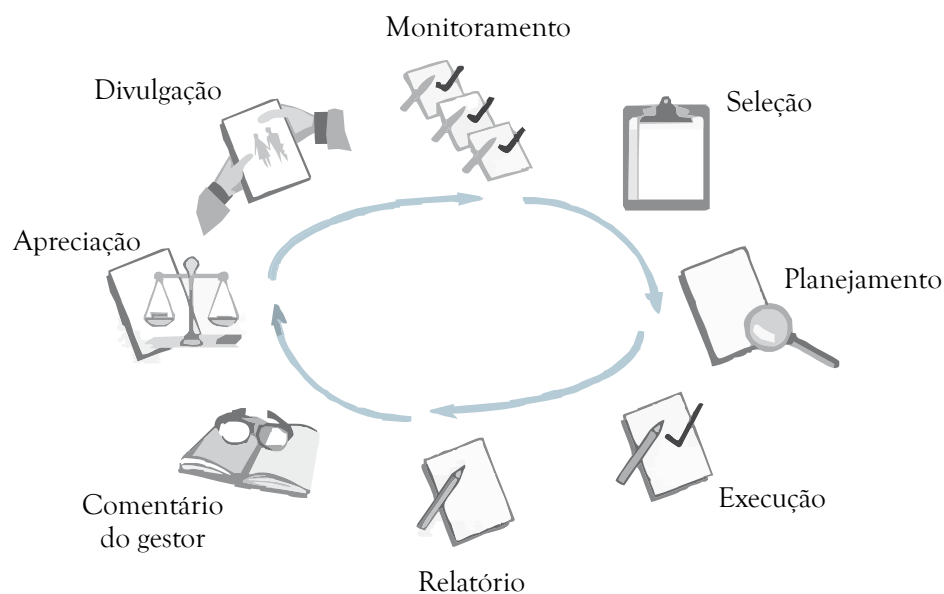 Monitoramento
Divulgação
Seleção
Apreciação
Planejamento
Execução
Comentário
do gestor
Relatório